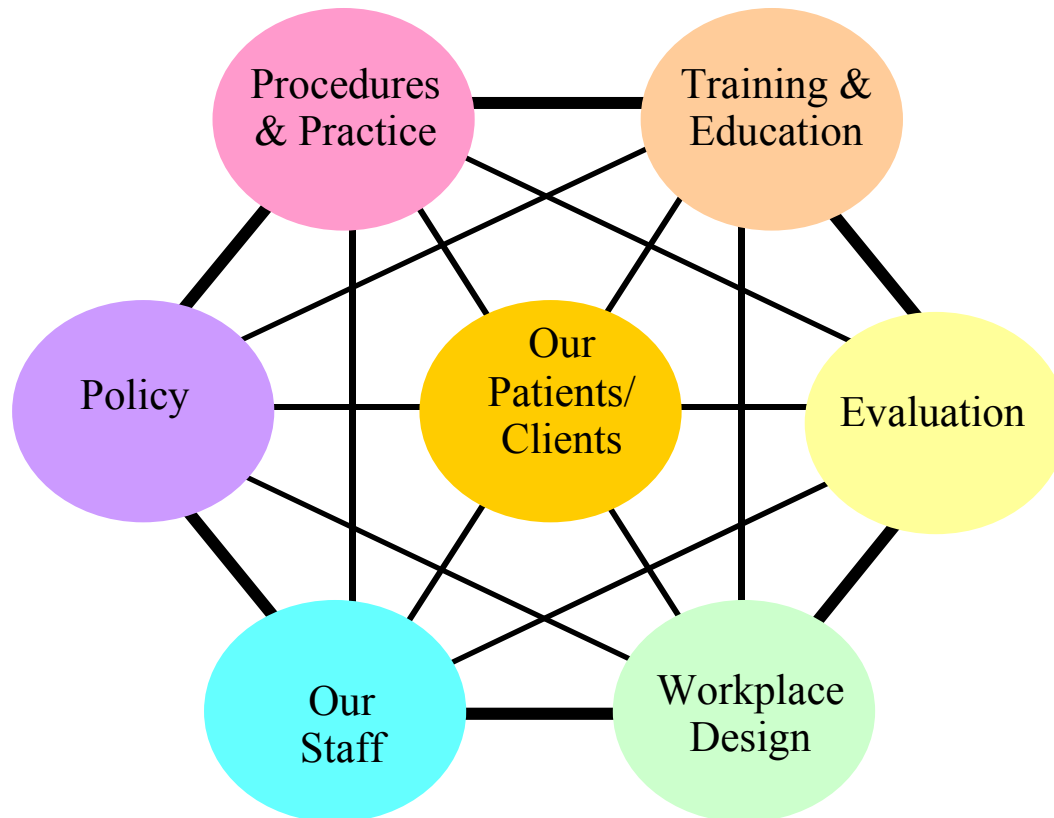 Procedures
& Practice
Training &
Education
Policy
Our
Patients/
Clients
Evaluation
Our
Staff
Workplace
Design